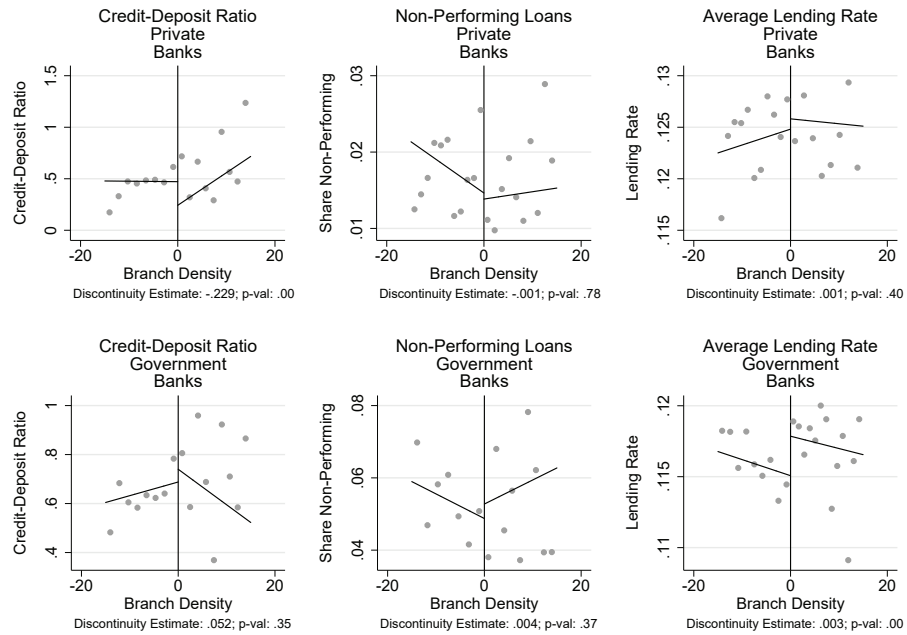 Credit-Deposit Ratio
Private
Banks
Credit-Deposit Ratio
1.5
1
.5
0
-20
0
20
Branch Density
Discontinuity Estimate: -.229; p-val: .00
Non-Performing Loans
Private
Banks
Share Non-Performing
.03
.02
.01
-20
0
20
Branch Density
Discontinuity Estimate: -.001; p-val: .78
Average Lending Rate
Private
Banks
Lending Rate
.13
.125
.12
.115
-20
0
20
Branch Density
Discontinuity Estimate: .001; p-val: .40
Credit-Deposit Ratio
Government
Banks
Credit-Deposit Ratio
1
.8
.6
.4
-20
0
20
Branch Density
Discontinuity Estimate: .052; p-val: .35
Non-Performing Loans
Government
Banks
Share Non-Performing
.08
.06
.04
-20
0
20
Branch Density
Discontinuity Estimate: .004; p-val: .37
Average Lending Rate
Government
Banks
Lending Rate
.12
.115
.11
-20
0
20
Branch Density
Discontinuity Estimate: .003; p-val: .00